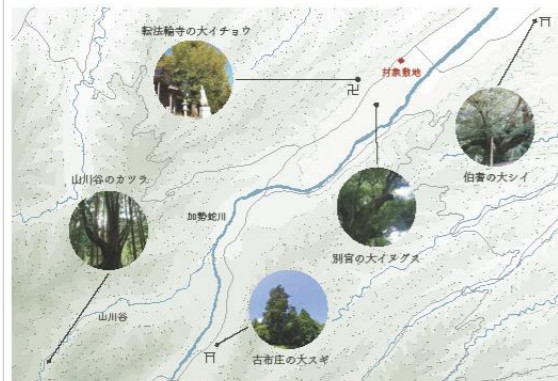 転法輪寺の大イチョウ
対象敷地
伯耆の大シイ
山川谷のカツラ
加勢蛇川
別宮の大イヌグス
山川谷
古布庄の大スギ